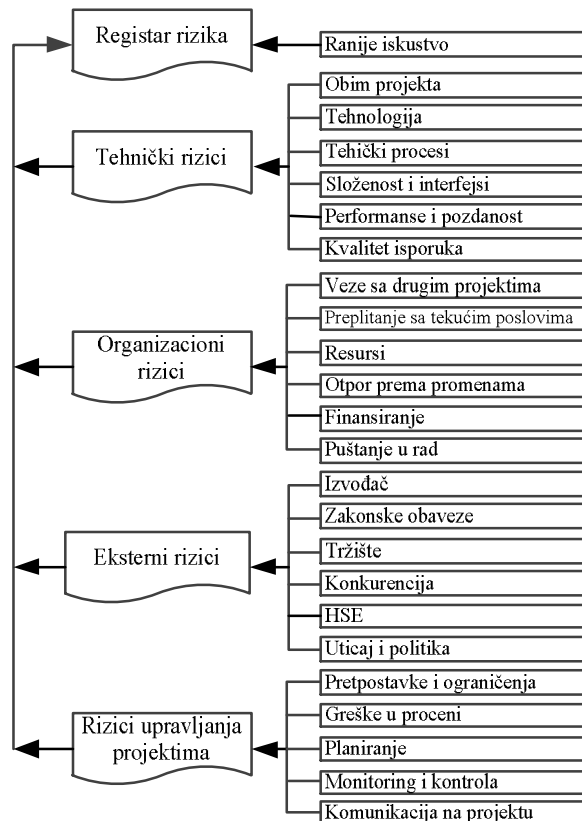 Registar rizika
Ranije iskustvo
Tehnički rizici
Obim projekta
Tehnologija
Tehički procesi
Složenost i interfejsi
Performanse i pozdanost
Kvalitet isporuka
Organizacioni
rizici
Veze sa drugim projektima
Preplitanje sa tekućim poslovima
Resursi
Otpor prema promenama
Finansiranje
Puštanje u rad
Eksterni rizici
Izvođač
Zakonske obaveze
Tržište
Konkurencija
HSE
Uticaj i politika
Rizici upravljanja
projektima
Pretpostavke i ograničenja
Greške u proceni
Planiranje
Monitoring i kontrola
Komunikacija na projektu